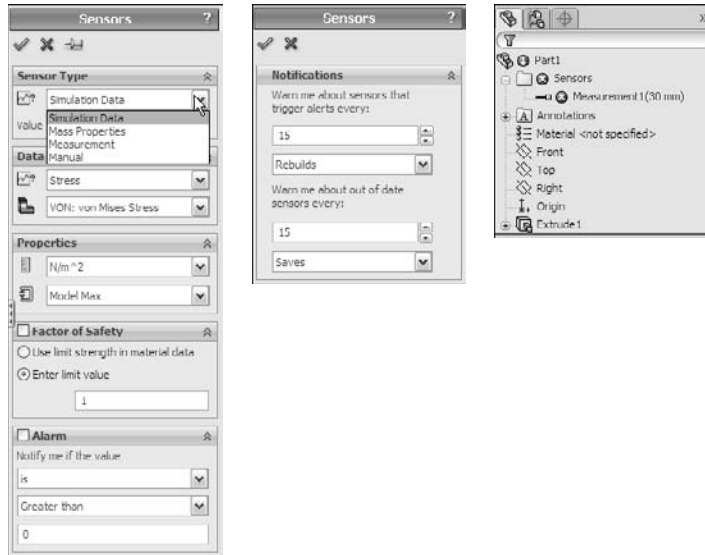 Sensors ?
Sensor Type
Simulation Data
Value
Simulation Data
Mass Properties
Measurement
Manual
Data
Stress
VON: von Mises Stress
Properties
N/m^2
Model Max
Factor of Safety
Use limit strength in material data
Enter limit value
1
Alarm
Notify me if the value
is
Greater than
0
Sensors ?
Notifications
Warn me about sensors that
trigger alerts every:
15
Rebuilds
Warn me about out of date
sensors every:
15
Saves
Part1
Sensors
Measurement1(30 mm)
Annotations
Material <not specified>
Front
Top
Right
Origin
Extrude1